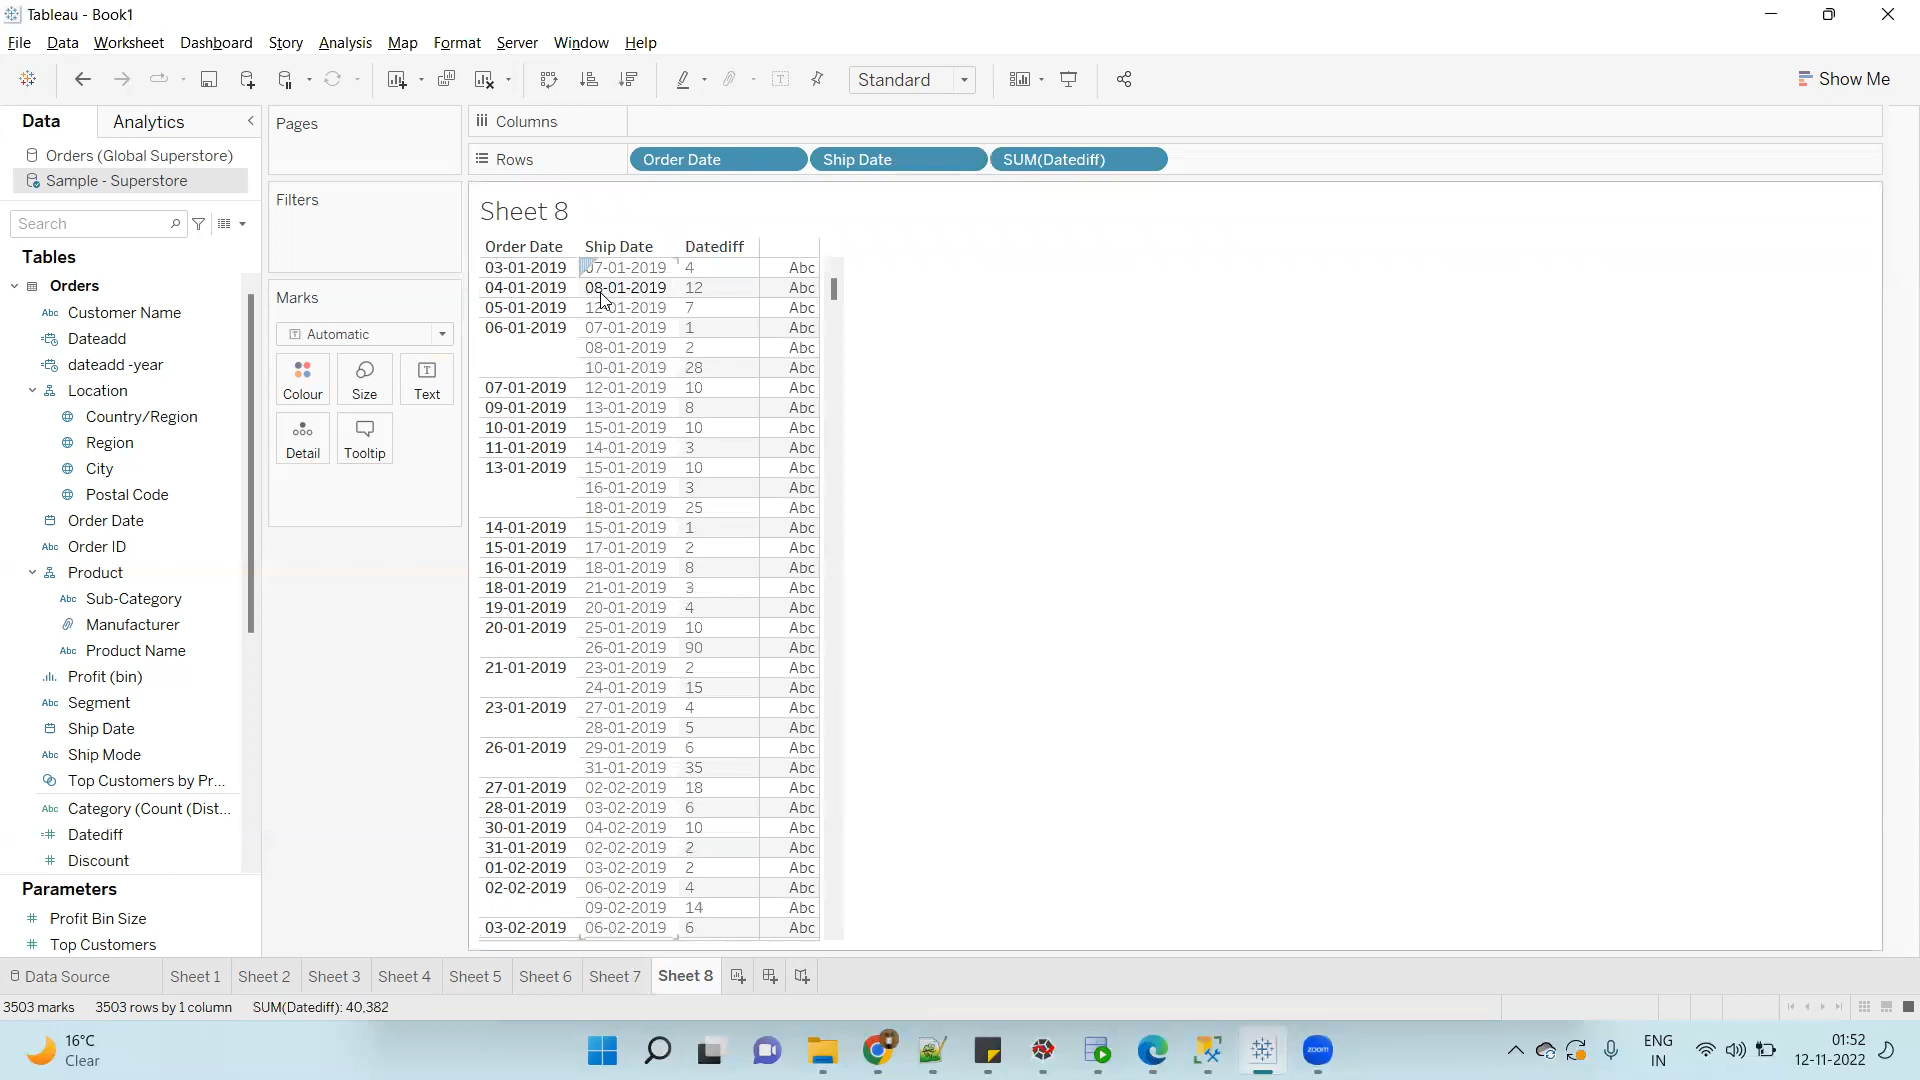 Tableau - Book1
File Data Worksheet Dashboard Story Analysis Map Format Server Window Help
Standard
Show Me
Data Analytics
Orders (Global Superstore)
Sample - Superstore
Search
Tables
Orders
Abc Customer Name
Dateadd
dateadd -year
Location
Country/Region
Region
City
Postal Code
Order Date
Abc Order ID
Product
Abc Sub-Category
Manufacturer
Abc Product Name
Profit (bin)
Abc Segment
Ship Date
Abc Ship Mode
Top Customers by Pr...
Abc Category (Count (Dist...
Datediff
Discount
Parameters
Profit Bin Size
Top Customers
Pages
Filters
Marks
Automatic
Colour Size Text
Detail Tooltip
Columns
Rows Order Date Ship Date SUM(Datediff)
Sheet 8
Order Date Ship Date Datediff
03-01-2019 07-01-2019 4 Abc
04-01-2019 08-01-2019 12 Abc
05-01-2019 12-01-2019 7 Abc
06-01-2019 07-01-2019 1 Abc
08-01-2019 2 Abc
10-01-2019 28 Abc
07-01-2019 12-01-2019 10 Abc
09-01-2019 13-01-2019 8 Abc
10-01-2019 15-01-2019 10 Abc
11-01-2019 14-01-2019 3 Abc
13-01-2019 15-01-2019 10 Abc
16-01-2019 3 Abc
18-01-2019 25 Abc
14-01-2019 15-01-2019 1 Abc
15-01-2019 17-01-2019 2 Abc
16-01-2019 18-01-2019 8 Abc
18-01-2019 21-01-2019 3 Abc
19-01-2019 20-01-2019 4 Abc
20-01-2019 25-01-2019 10 Abc
26-01-2019 90 Abc
21-01-2019 23-01-2019 2 Abc
24-01-2019 15 Abc
23-01-2019 27-01-2019 4 Abc
28-01-2019 5 Abc
26-01-2019 29-01-2019 6 Abc
31-01-2019 35 Abc
27-01-2019 02-02-2019 18 Abc
28-01-2019 03-02-2019 6 Abc
30-01-2019 04-02-2019 10 Abc
31-01-2019 02-02-2019 2 Abc
01-02-2019 03-02-2019 2 Abc
02-02-2019 06-02-2019 4 Abc
09-02-2019 14 Abc
03-02-2019 06-02-2019 6 Abc
Data Source Sheet 1 Sheet 2 Sheet 3 Sheet 4 Sheet 5 Sheet 6 Sheet 7 Sheet 8
3503 marks 3503 rows by 1 column SUM(Datediff): 40,382
16°C
Clear
zoom
ENG
IN
01:52
12-11-2022